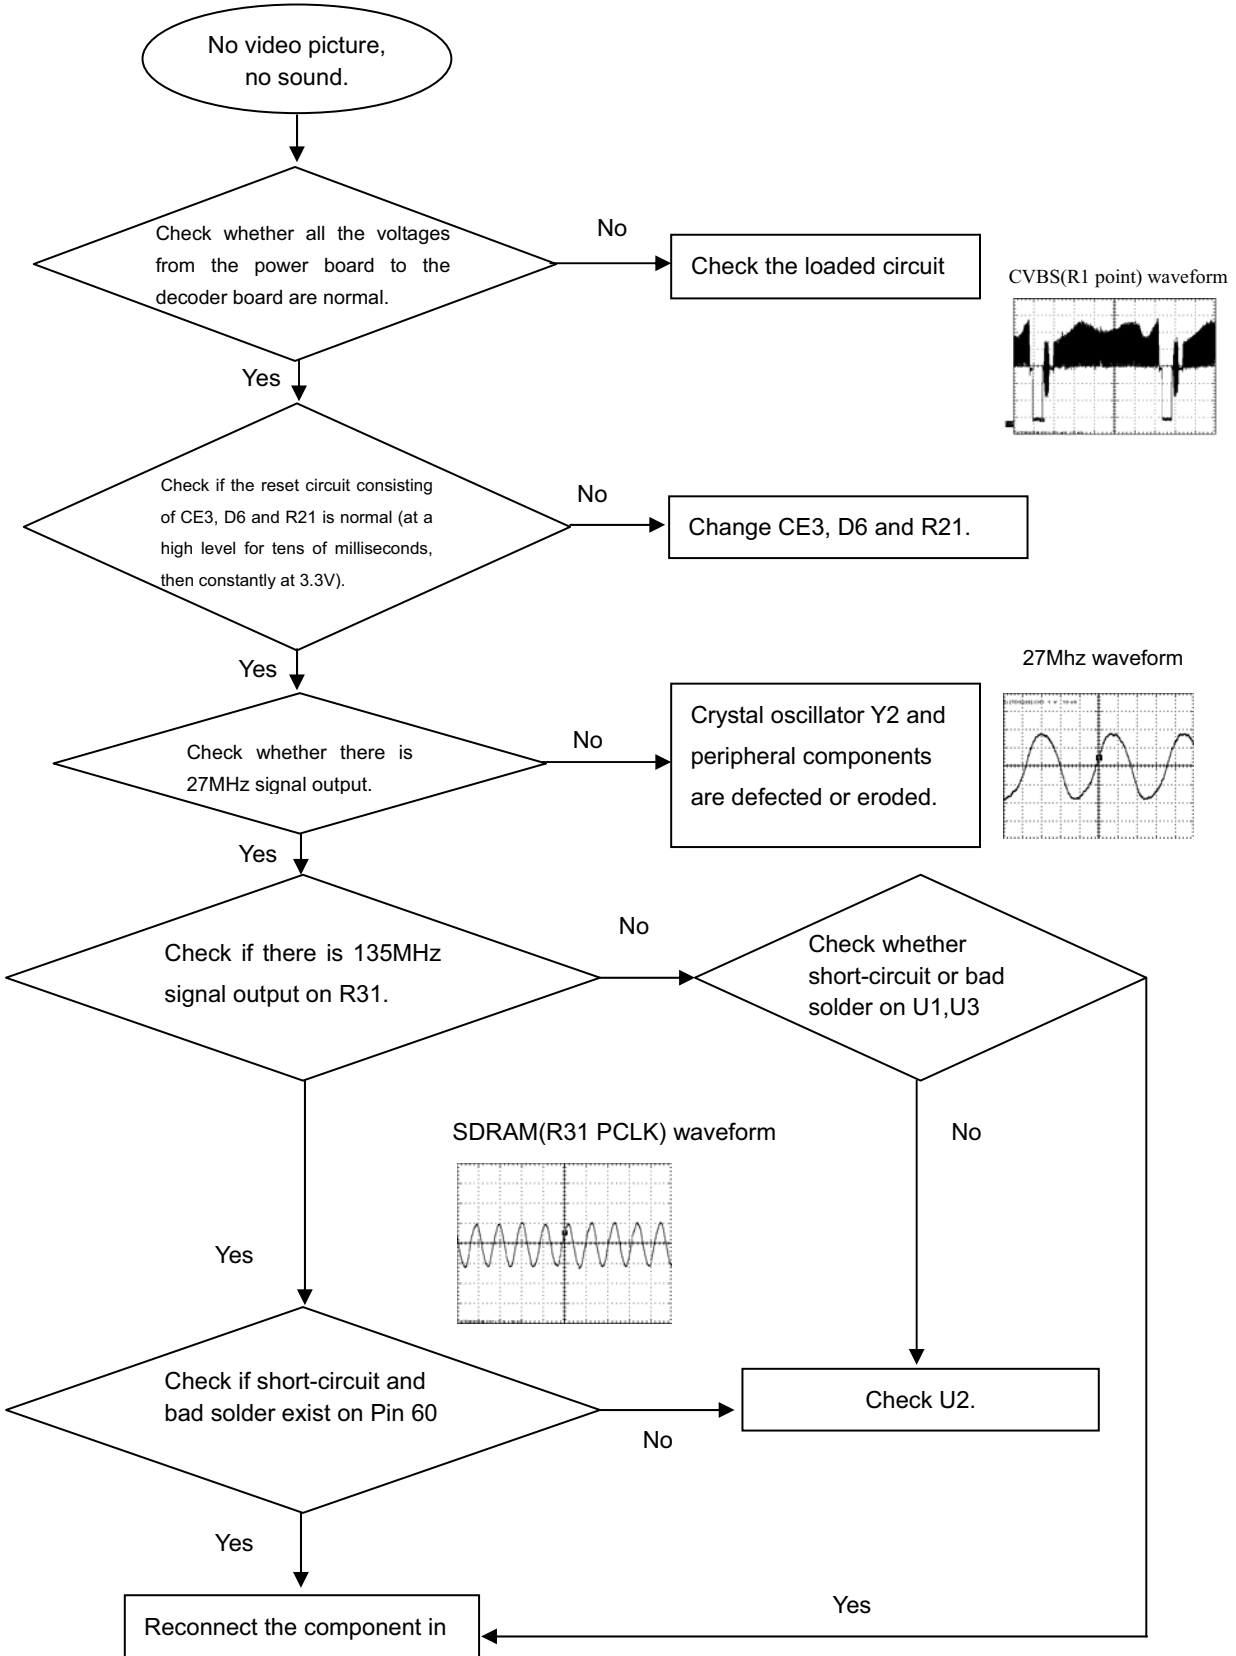 No video picture,
no sound.
Check whether all the voltages
from the power board to the
decoder board are normal.
No
Check the loaded circuit
CVBS(R1 point) waveform
Yes
Check if the reset circuit consisting
of CE3, D6 and R21 is normal (at a
high level for tens of milliseconds,
then constantly at 3.3V).
No
Change CE3, D6 and R21.
Yes
27Mhz waveform
Check whether there is
27MHz signal output.
No
Crystal oscillator Y2 and
peripheral components
are defected or eroded.
Yes
Check if there is 135MHz
signal output on R31.
No
Check whether
short-circuit or bad
solder on U1,U3
No
SDRAM(R31 PCLK) waveform
Yes
Check if short-circuit and
bad solder exist on Pin 60
No
Check U2.
Yes
Yes
Reconnect the component in